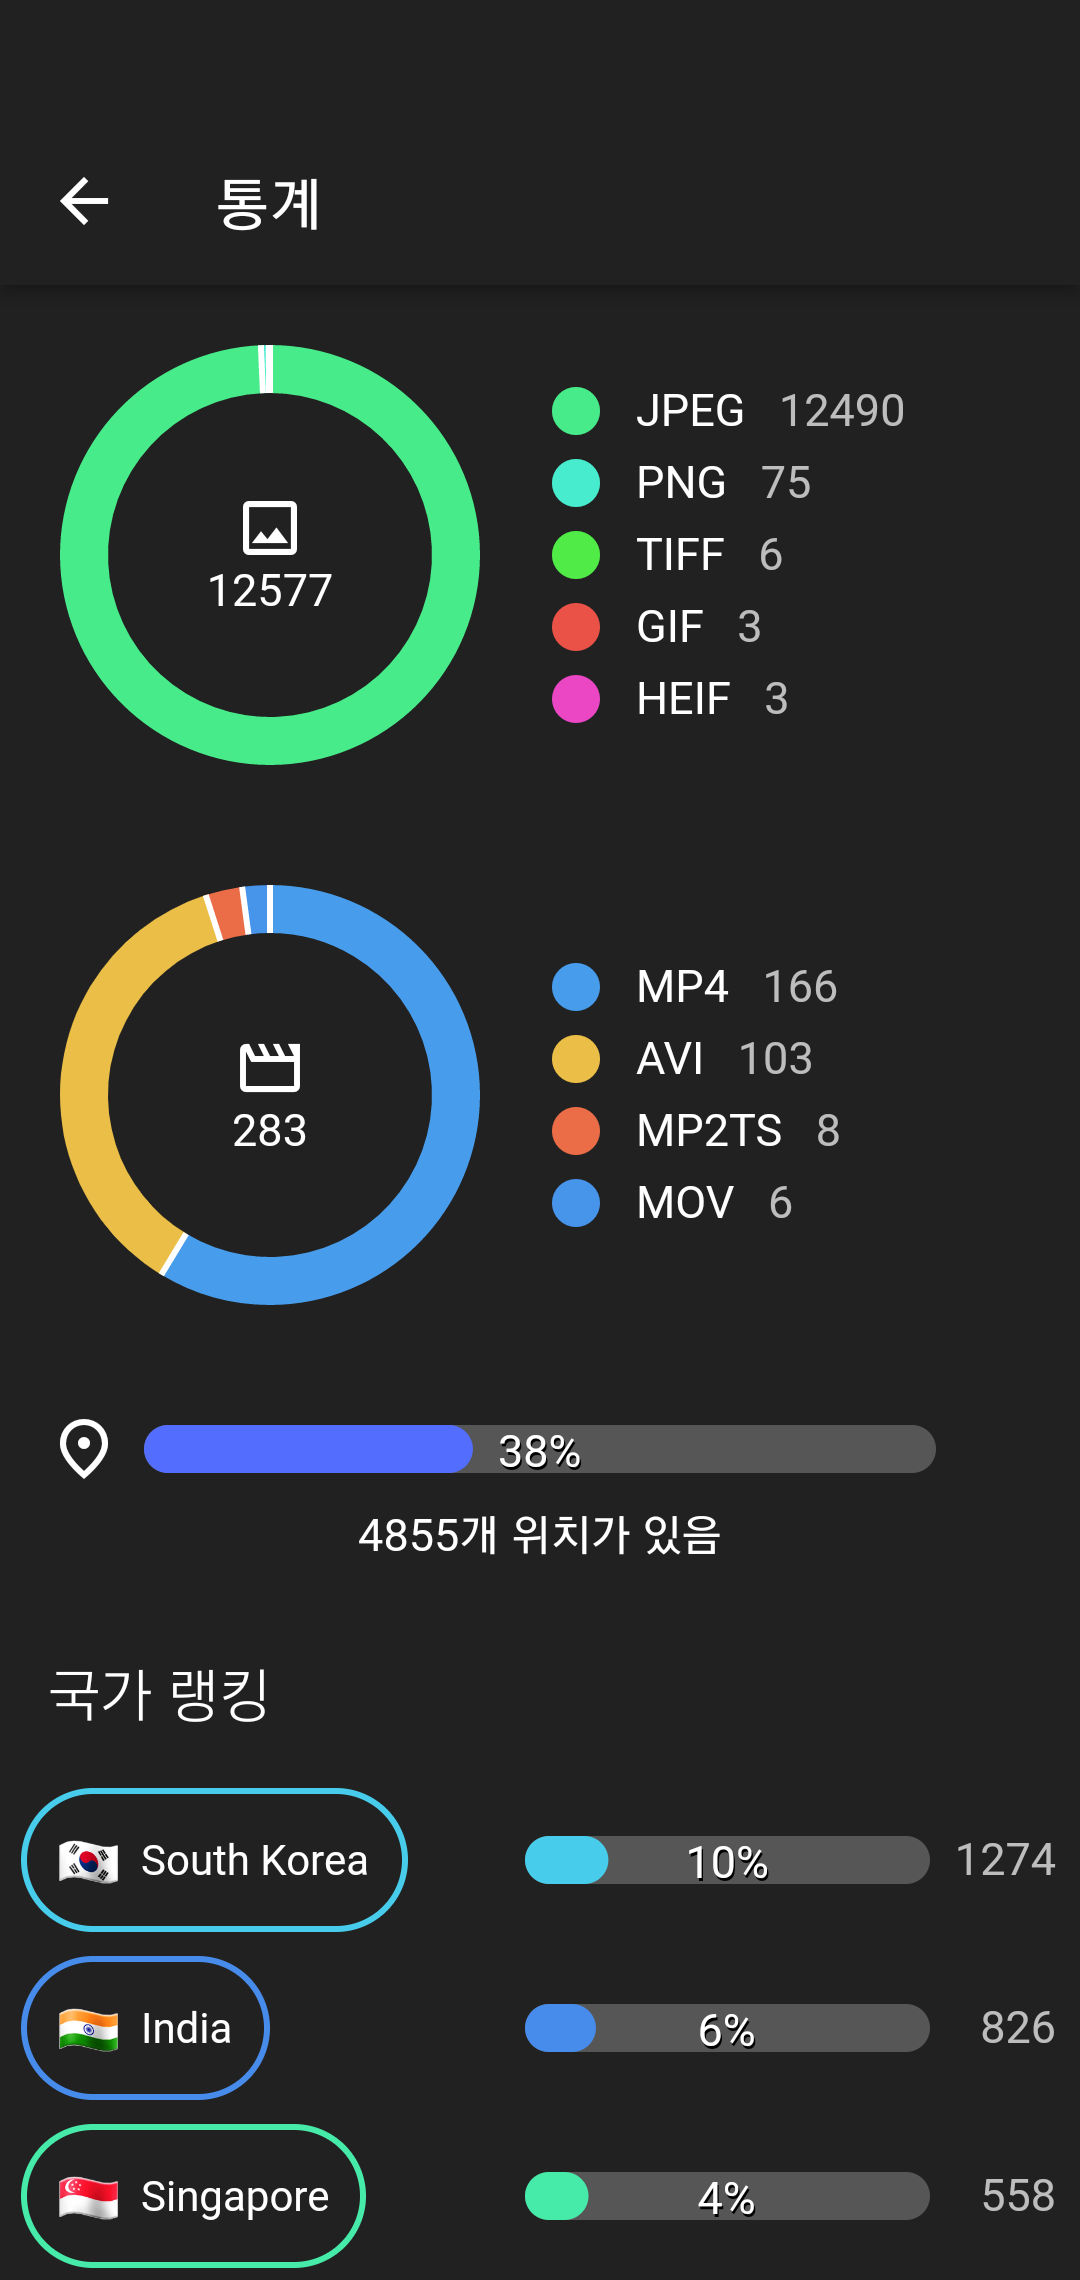 통계
JPEG 12490
PNG 75
TIFF 6
GIF 3
HEIF 3
12577
MP4 166
AVI 103
MP2TS 8
MOV 6
283
38%
4855개 위치가 있음
국가 랭킹
South Korea 10% 1274
India 6% 826
Singapore 4% 558